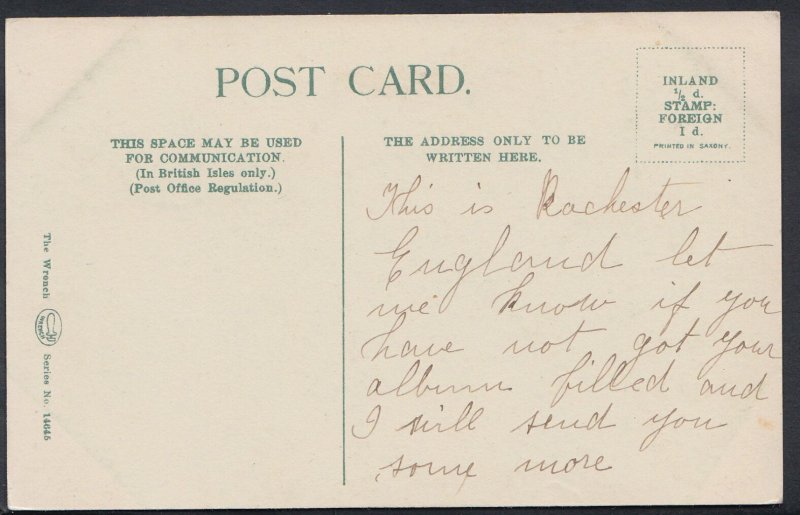 POST CARD.
INLAND
½ d.
STAMP:
FOREIGN
1 d.
PRINTED IN SAXONY.
THIS SPACE MAY BE USED
FOR COMMUNICATION.
(In British Isles only.)
(Post Office Regulation.)
THE ADDRESS ONLY TO BE
WRITTEN HERE.
The Wrench
WRENCH
Series No. 14645
This is Rochester
England let
me know if you
have not got your
album filled and
I will send you
some more